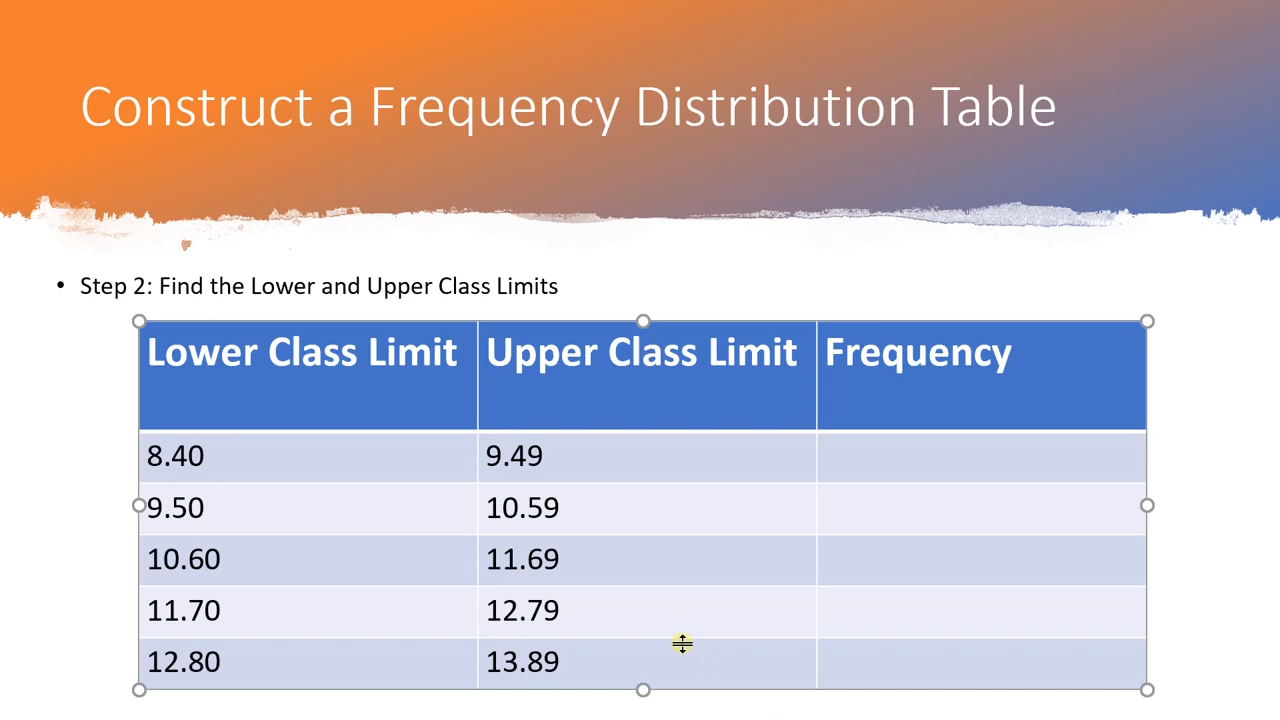 Construct a Frequency Distribution Table
• Step 2: Find the Lower and Upper Class Limits
Lower Class Limit Upper Class Limit Frequency
8.40 9.49
9.50 10.59
10.60 11.69
11.70 12.79
12.80 13.89